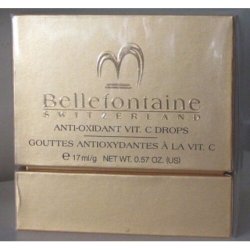 Bellefontaine
SWITZERLAND
ANTI-OXIDANT VIT. C DROPS
GOUTTES ANTIOXYDANTES À LA VIT. C
℮ 17 ml/g NET WT. 0.57 OZ. (US)